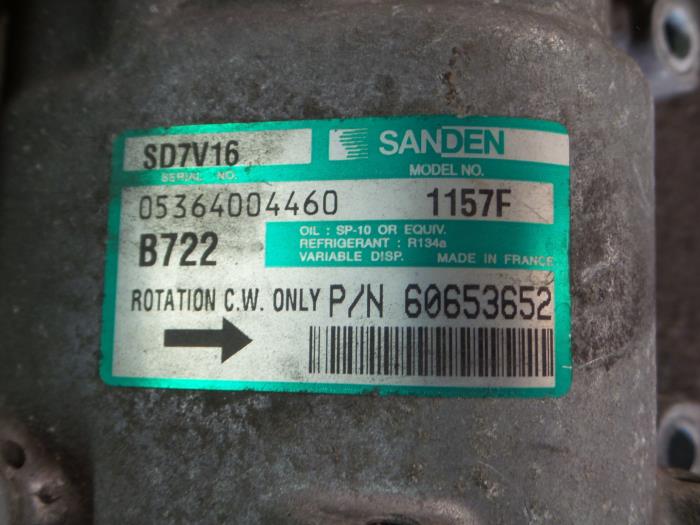 SD7V16 SANDEN
SERIAL NO. MODEL NO.
05364004460 1157F
B722
OIL : SP-10 OR EQUIV.
REFRIGERANT : R134a
VARIABLE DISP. MADE IN FRANCE
ROTATION C.W. ONLY P/N 60653652